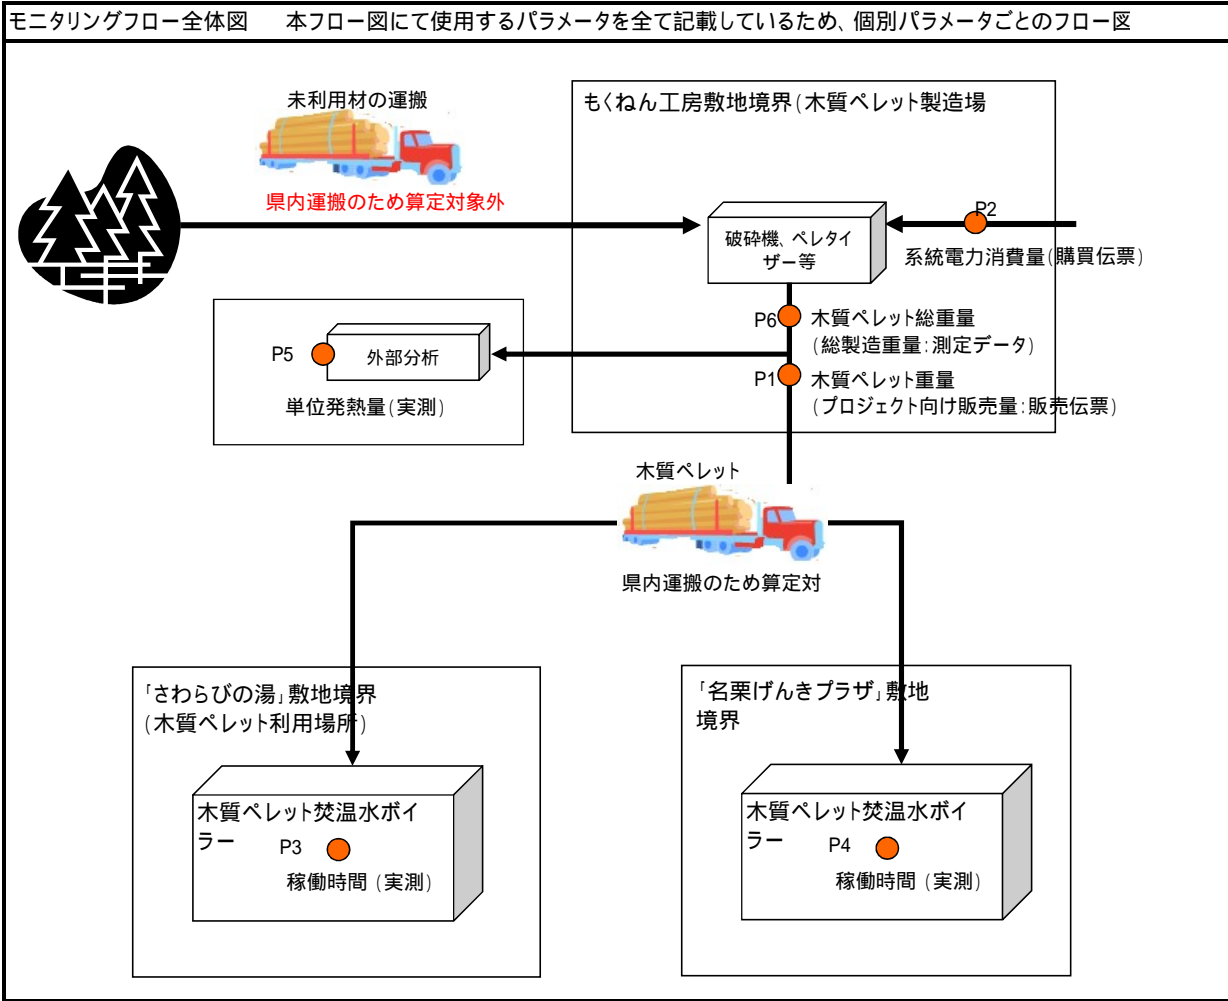 モニタリングフロー全体図　本フロー図にて使用するパラメータを全て記載しているため、個別パラメータごとのフロー図
未利用材の運搬
県内運搬のため算定対象外
もくねん工房敷地境界(木質ペレット製造場
破砕機、ペレタイ
ザー等
P2
系統電力消費量(購買伝票)
P6
木質ペレット総重量
(総製造重量:測定データ)
P1
木質ペレット重量
(プロジェクト向け販売量:販売伝票)
P5
外部分析
単位発熱量(実測)
木質ペレット
県内運搬のため算定対
「さわらびの湯」敷地境界
(木質ペレット利用場所)
木質ペレット焚温水ボイ
ラー
P3
稼働時間(実測)
「名栗げんきプラザ」敷地
境界
木質ペレット焚温水ボイ
ラー
P4
稼働時間(実測)